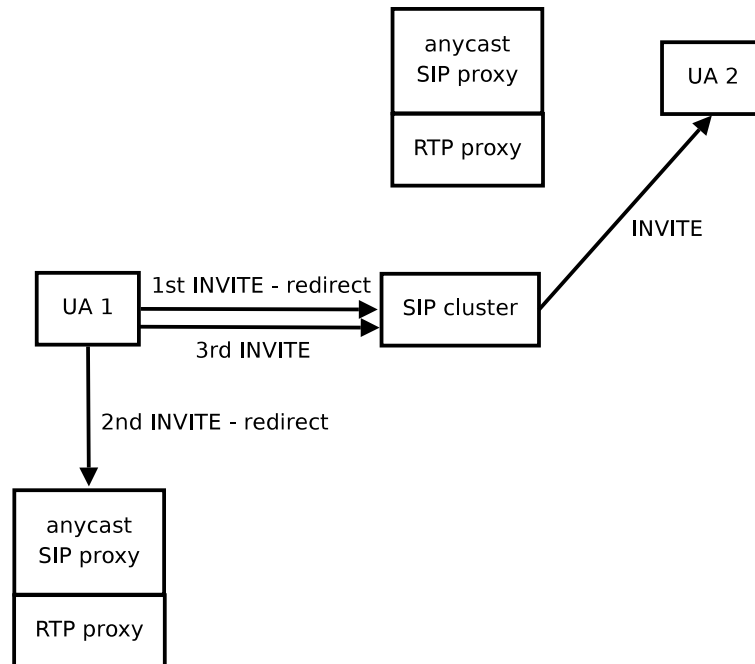 anycast
SIP proxy
RTP proxy
UA 2
INVITE
UA 1
1st INVITE - redirect
3rd INVITE
SIP cluster
2nd INVITE - redirect
anycast
SIP proxy
RTP proxy